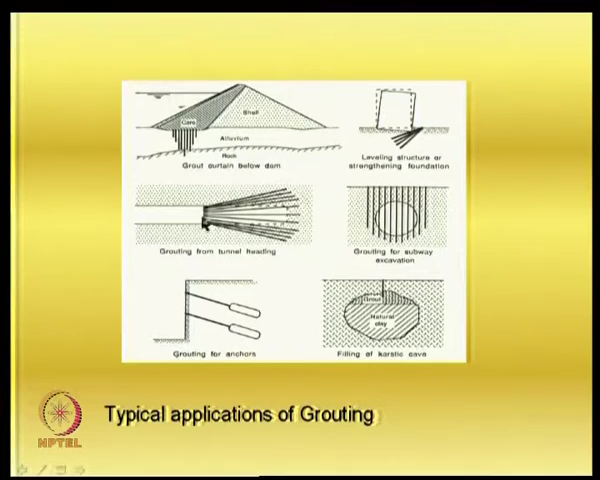 Core
Shell
Alluvium
Rock
Grout curtain below dam
Leveling structure or
strengthening foundation
Grouting from tunnel heading
Grouting for subway
excavation
Grout
Natural
clay
Grouting for anchors
Filling of karstic cave
Typical applications of Grouting
NPTEL